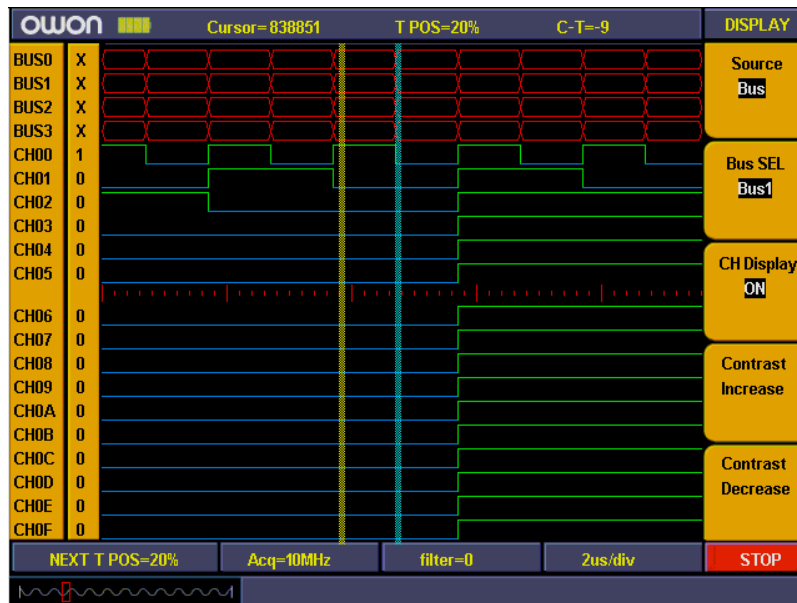 owon Cursor=838851 T POS=20% C-T=-9 DISPLAY
BUS0 X
BUS1 X
BUS2 X
BUS3 X
CH00 1
CH01 0
CH02 0
CH03 0
CH04 0
CH05 0
CH06 0
CH07 0
CH08 0
CH09 0
CH0A 0
CH0B 0
CH0C 0
CH0D 0
CH0E 0
CH0F 0
Source
Bus
Bus SEL
Bus1
CH Display
ON
Contrast
Increase
Contrast
Decrease
NEXT T POS=20% Acq=10MHz filter=0 2us/div STOP